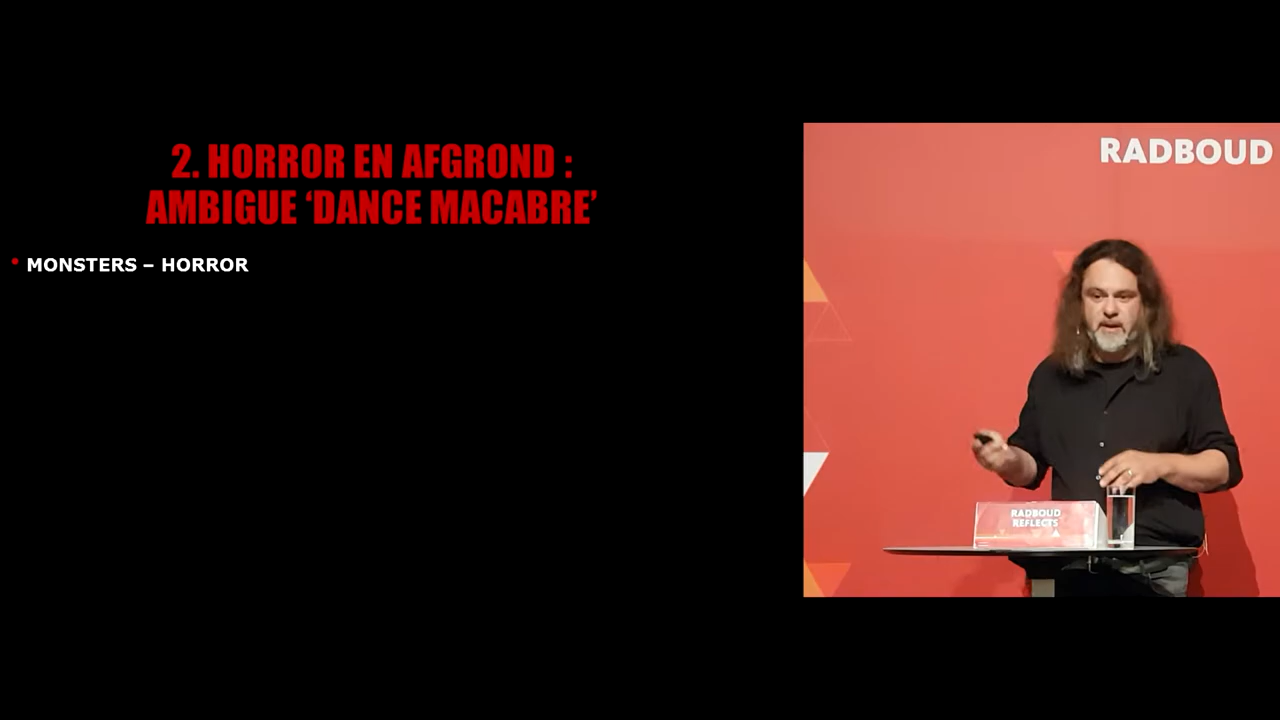 2. HORROR EN AFGROND :
AMBIGUE ‘DANCE MACABRE’
• MONSTERS – HORROR
RADBOUD
RADBOUD
REFLECTS